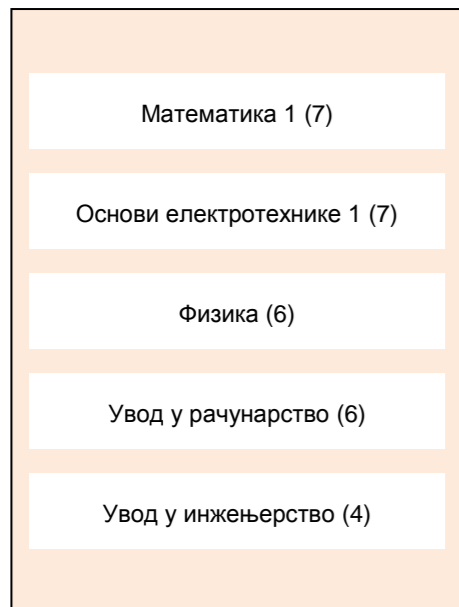 Математика 1 (7)
Основи електротехнике 1 (7)
Физика (6)
Увод у рачунарство (6)
Увод у инжењерство (4)